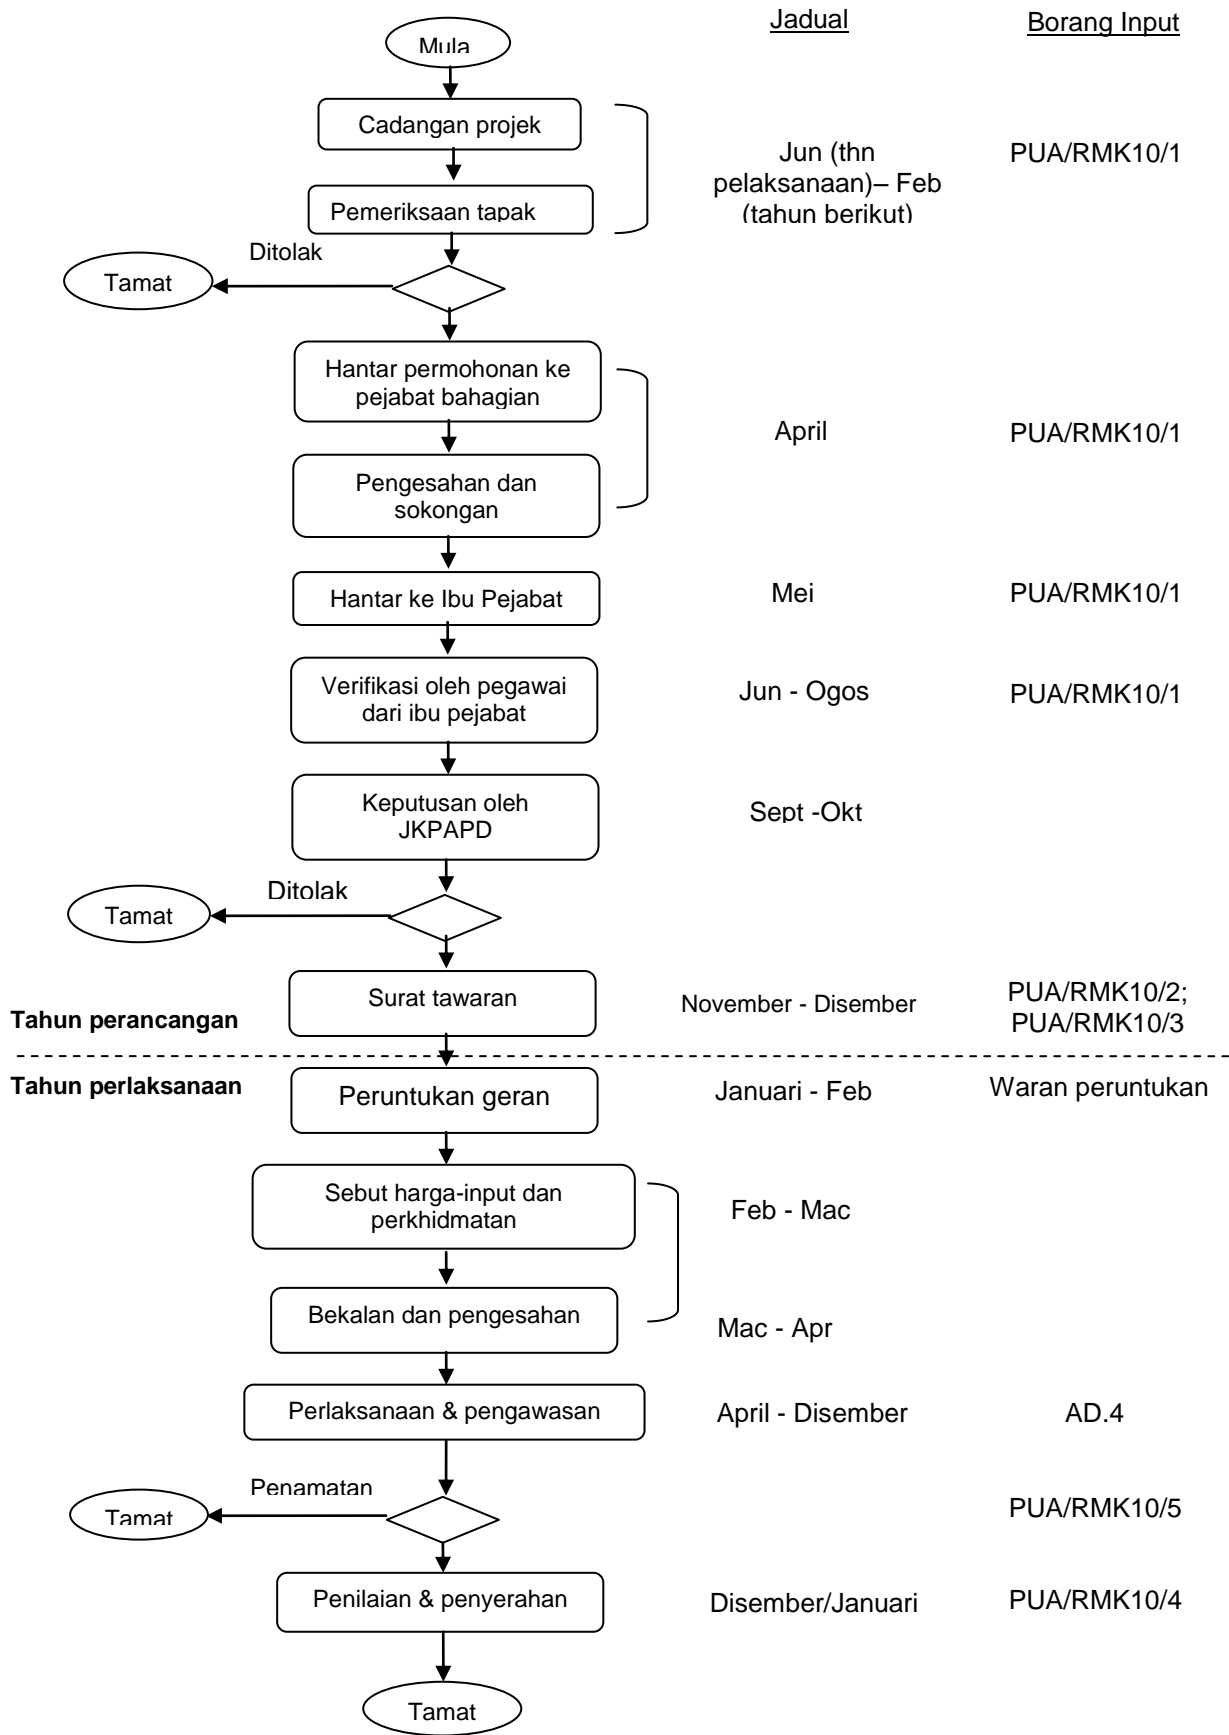 Jadual
Borang Input
Mula
Cadangan projek
Jun (thn
pelaksanaan)– Feb
(tahun berikut)
PUA/RMK10/1
Pemeriksaan tapak
Ditolak
Tamat
Hantar permohonan ke
pejabat bahagian
April
PUA/RMK10/1
Pengesahan dan
sokongan
Hantar ke Ibu Pejabat
Mei
PUA/RMK10/1
Verifikasi oleh pegawai
dari ibu pejabat
Jun - Ogos
PUA/RMK10/1
Keputusan oleh
JKPAPD
Sept -Okt
Ditolak
Tamat
Surat tawaran
November - Disember
PUA/RMK10/2;
PUA/RMK10/3
Tahun perancangan
Tahun perlaksanaan
Peruntukan geran
Januari - Feb
Waran peruntukan
Sebut harga-input dan
perkhidmatan
Feb - Mac
Bekalan dan pengesahan
Mac - Apr
Perlaksanaan & pengawasan
April - Disember
AD.4
Penamatan
Tamat
PUA/RMK10/5
Penilaian & penyerahan
Disember/Januari
PUA/RMK10/4
Tamat